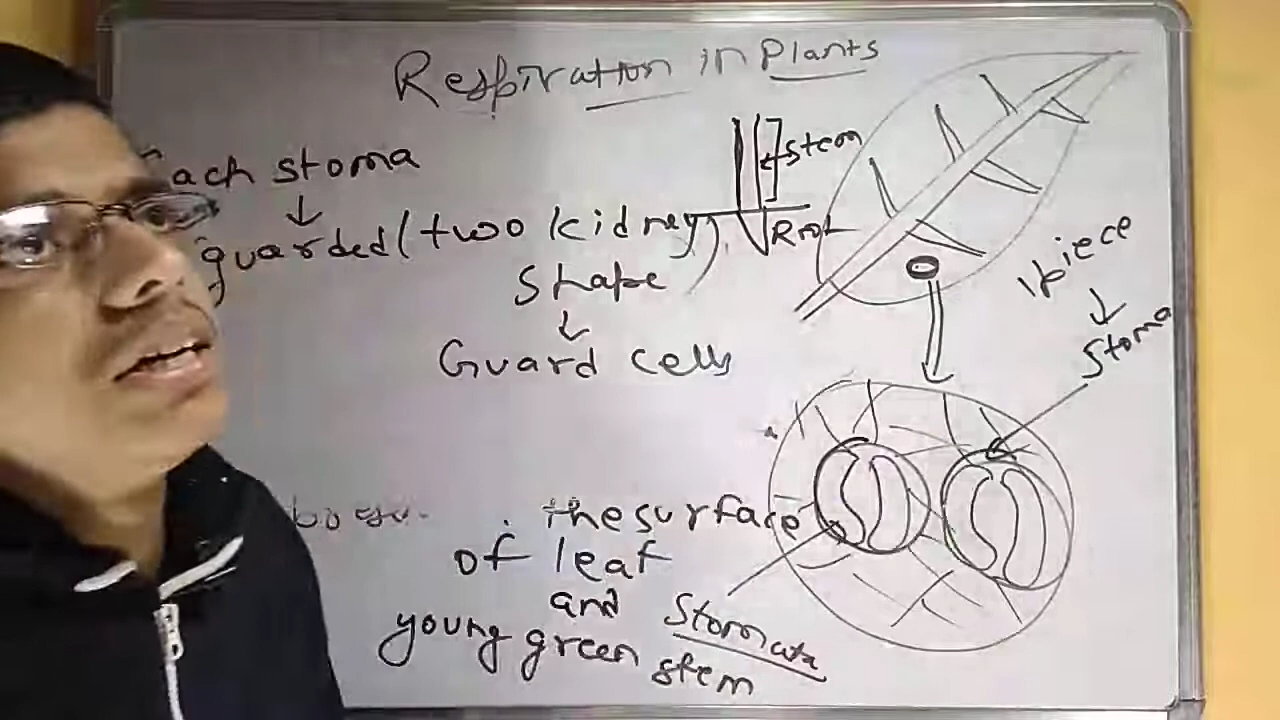 Respiration in Plants
ach stoma
guarded (two kidney)
shape
Guard cells
stem
Root
1 piece
Stoma
the surface
of leaf
and
young green stem
Stomata